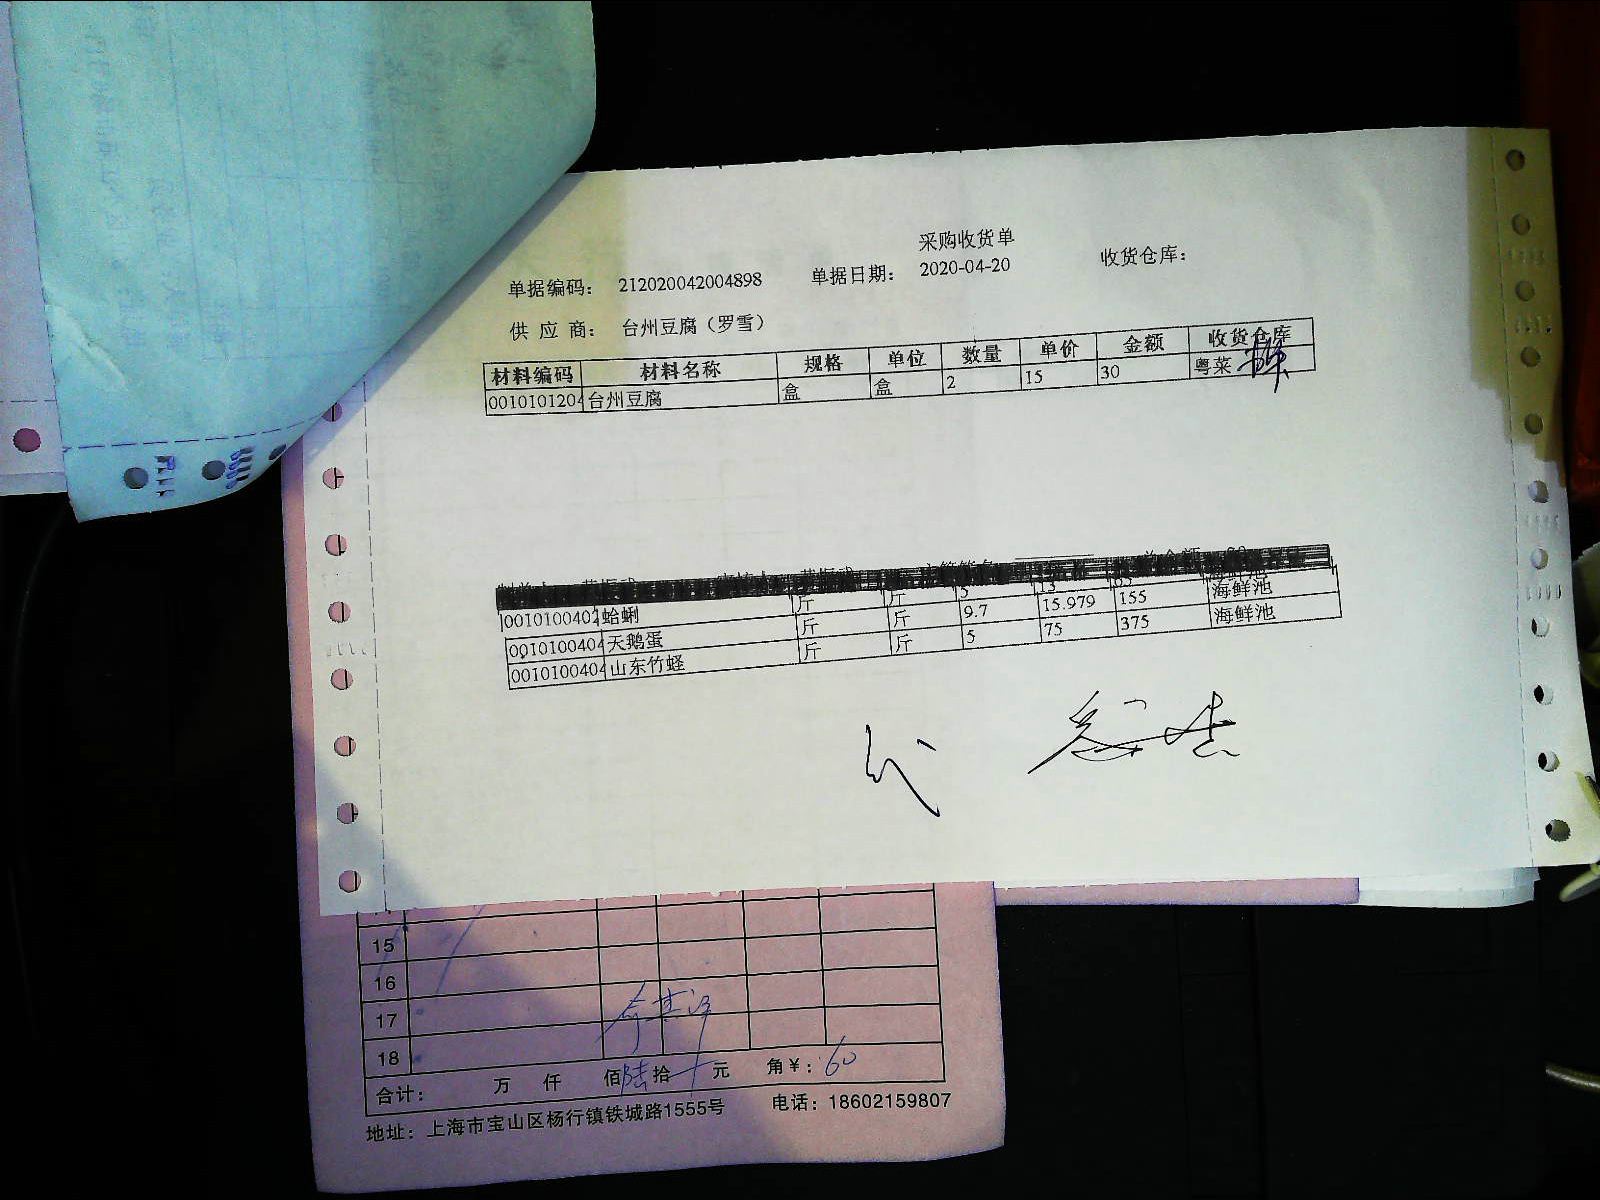 采购收货单
单据编码： 212020042004898 单据日期： 2020-04-20 收货仓库：
供 应 商： 台州豆腐（罗雪）
材料编码 材料名称 规格 单位 数量 单价 金额 收货仓库
0010101204 台州豆腐 盒 盒 2 15 30 粤菜
0010100402 蛤蜊 斤 斤 5 13 65 海鲜池
0010100404 天鹅蛋 斤 斤 9.7 15.979 155 海鲜池
0010100404 山东竹蛏 斤 斤 5 75 375
代
15
16
17
18
合计： 万 仟 佰 陆 拾 元 角￥：60
地址：上海市宝山区杨行镇铁城路1555号 电话：18602159807